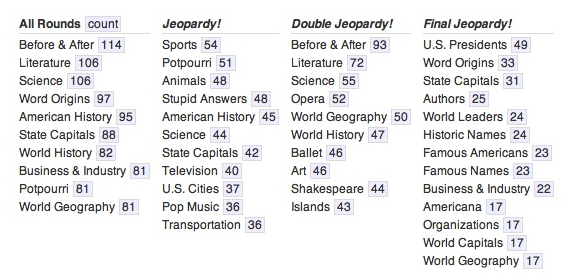 All Rounds count
Before & After 114
Literature 106
Science 106
Word Origins 97
American History 95
State Capitals 88
World History 82
Business & Industry 81
Potpourri 81
World Geography 81
Jeopardy!
Sports 54
Potpourri 51
Animals 48
Stupid Answers 48
American History 45
Science 44
State Capitals 42
Television 40
U.S. Cities 37
Pop Music 36
Transportation 36
Double Jeopardy!
Before & After 93
Literature 72
Science 55
Opera 52
World Geography 50
World History 47
Ballet 46
Art 46
Shakespeare 44
Islands 43
Final Jeopardy!
U.S. Presidents 49
Word Origins 33
State Capitals 31
Authors 25
World Leaders 24
Historic Names 24
Famous Americans 23
Famous Names 23
Business & Industry 22
Americana 17
Organizations 17
World Capitals 17
World Geography 17